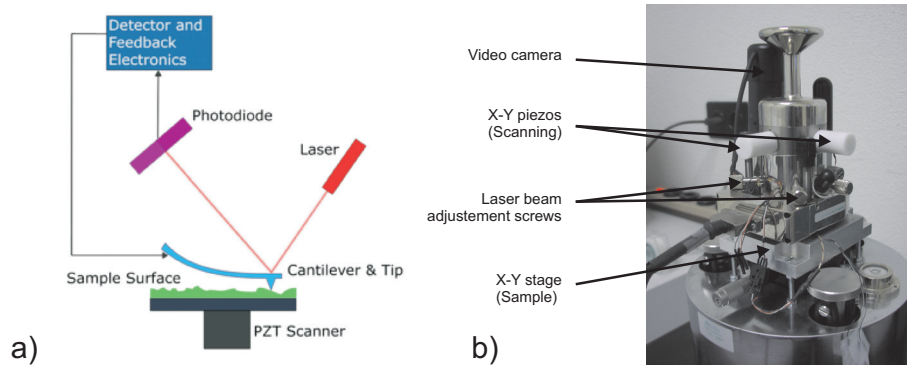 Detector and
Feedback
Electronics
Photodiode
Laser
Cantilever & Tip
Sample Surface
PZT Scanner
a)
Video camera
X-Y piezos
(Scanning)
Laser beam
adjustement screws
X-Y stage
(Sample)
b)